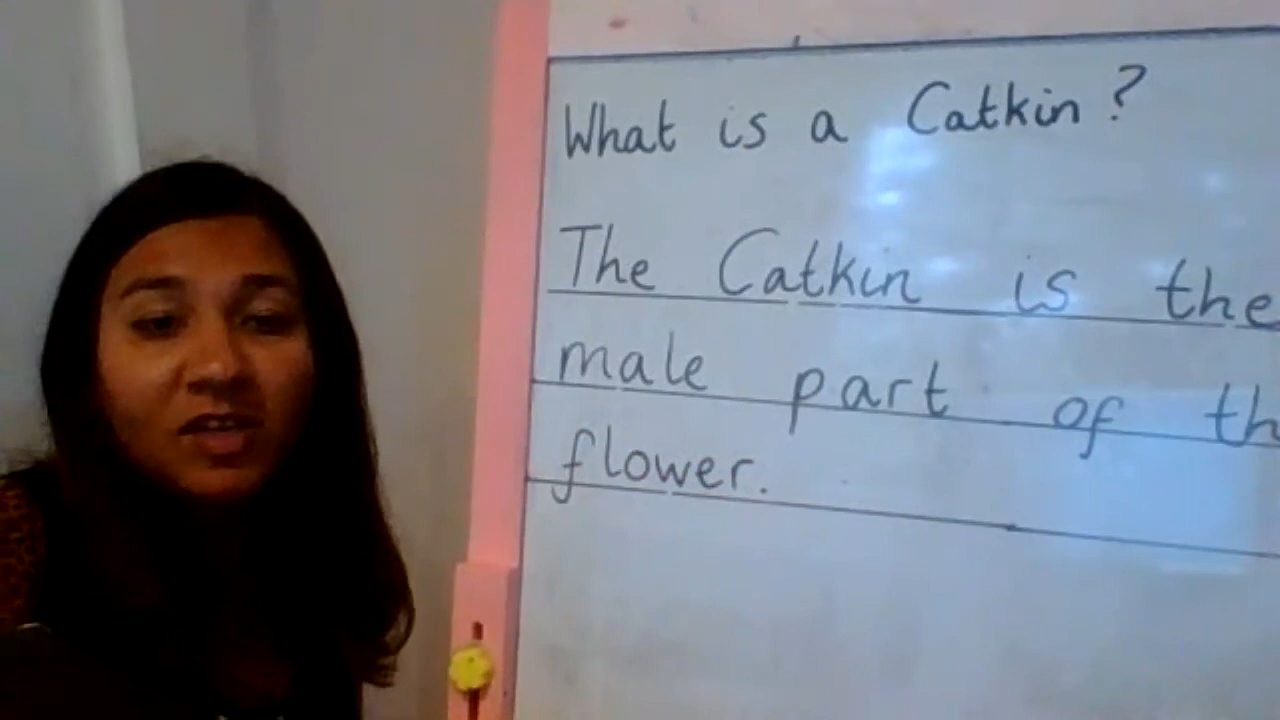 What is a Catkin?
The Catkin is the
male part of th
flower.